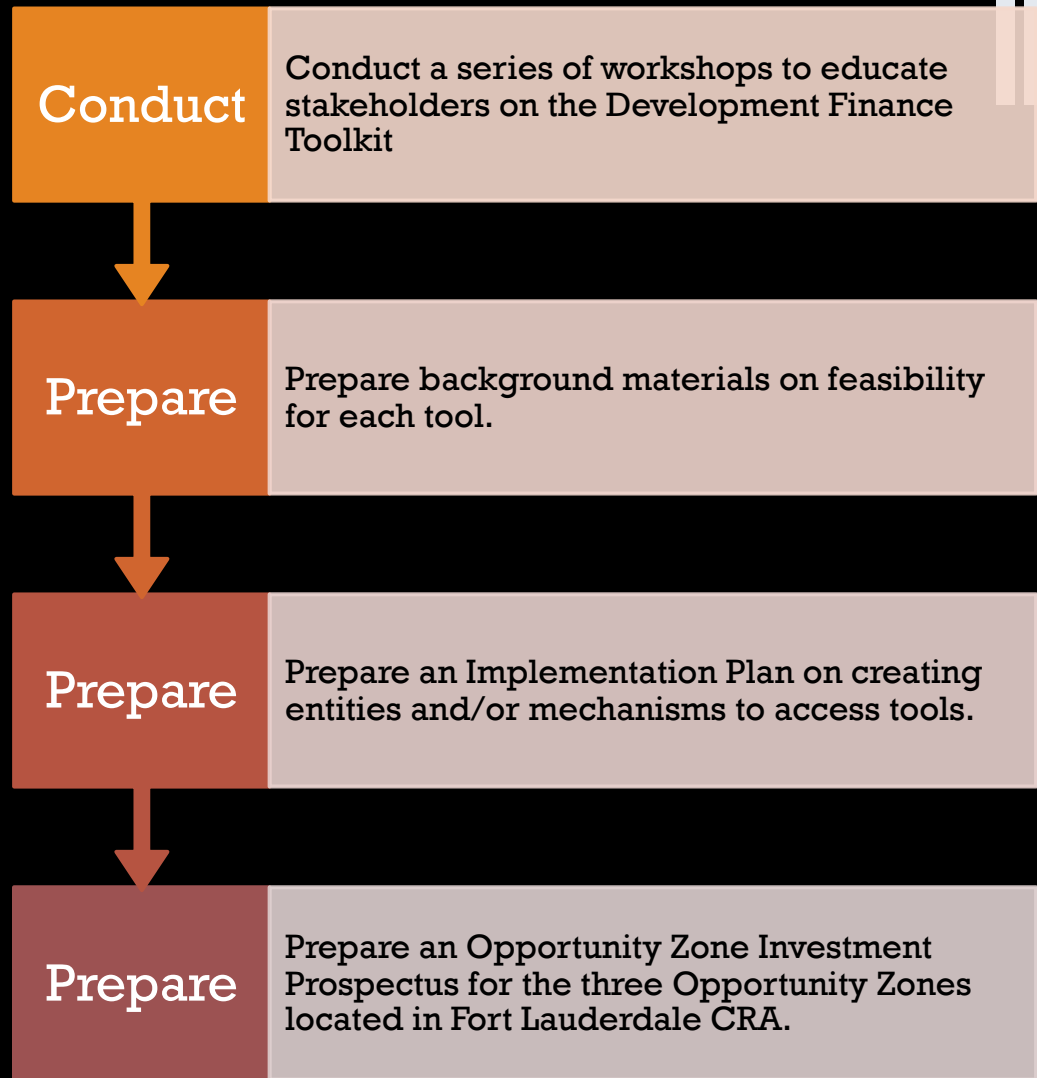 Conduct
Conduct a series of workshops to educate
stakeholders on the Development Finance
Toolkit
Prepare
Prepare background materials on feasibility
for each tool.
Prepare
Prepare an Implementation Plan on creating
entities and/or mechanisms to access tools.
Prepare
Prepare an Opportunity Zone Investment
Prospectus for the three Opportunity Zones
located in Fort Lauderdale CRA.